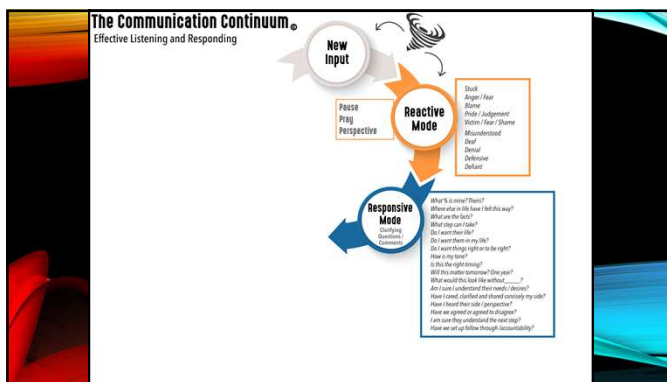 The Communication Continuum
Effective Listening and Responding
New
Input
Pause
Pray
Perspective
Reactive
Mode
Stuck
Anger / Fear
Blame
Pride / Judgement
Victim / Fear / Shame
Misunderstood
Deaf
Denial
Defensive
Defiant
Responsive
Mode
Clarifying
Questions /
Comments
What % is mine? Theirs?
Where else in life have I felt this way?
What are the facts?
What step can I take?
Do I want their life?
Do I want them in my life?
Do I want things right or to be right?
How is my tone?
Is this the right timing?
Will this matter tomorrow? One year?
What would this look like without______?
Am I sure I understand their needs / desires?
Have I cared, clarified and shared concisely my side?
Have I heard their side / perspective?
Have we agreed or agreed to disagree?
I am sure they understand the next step?
Have we set up follow through /accountability?